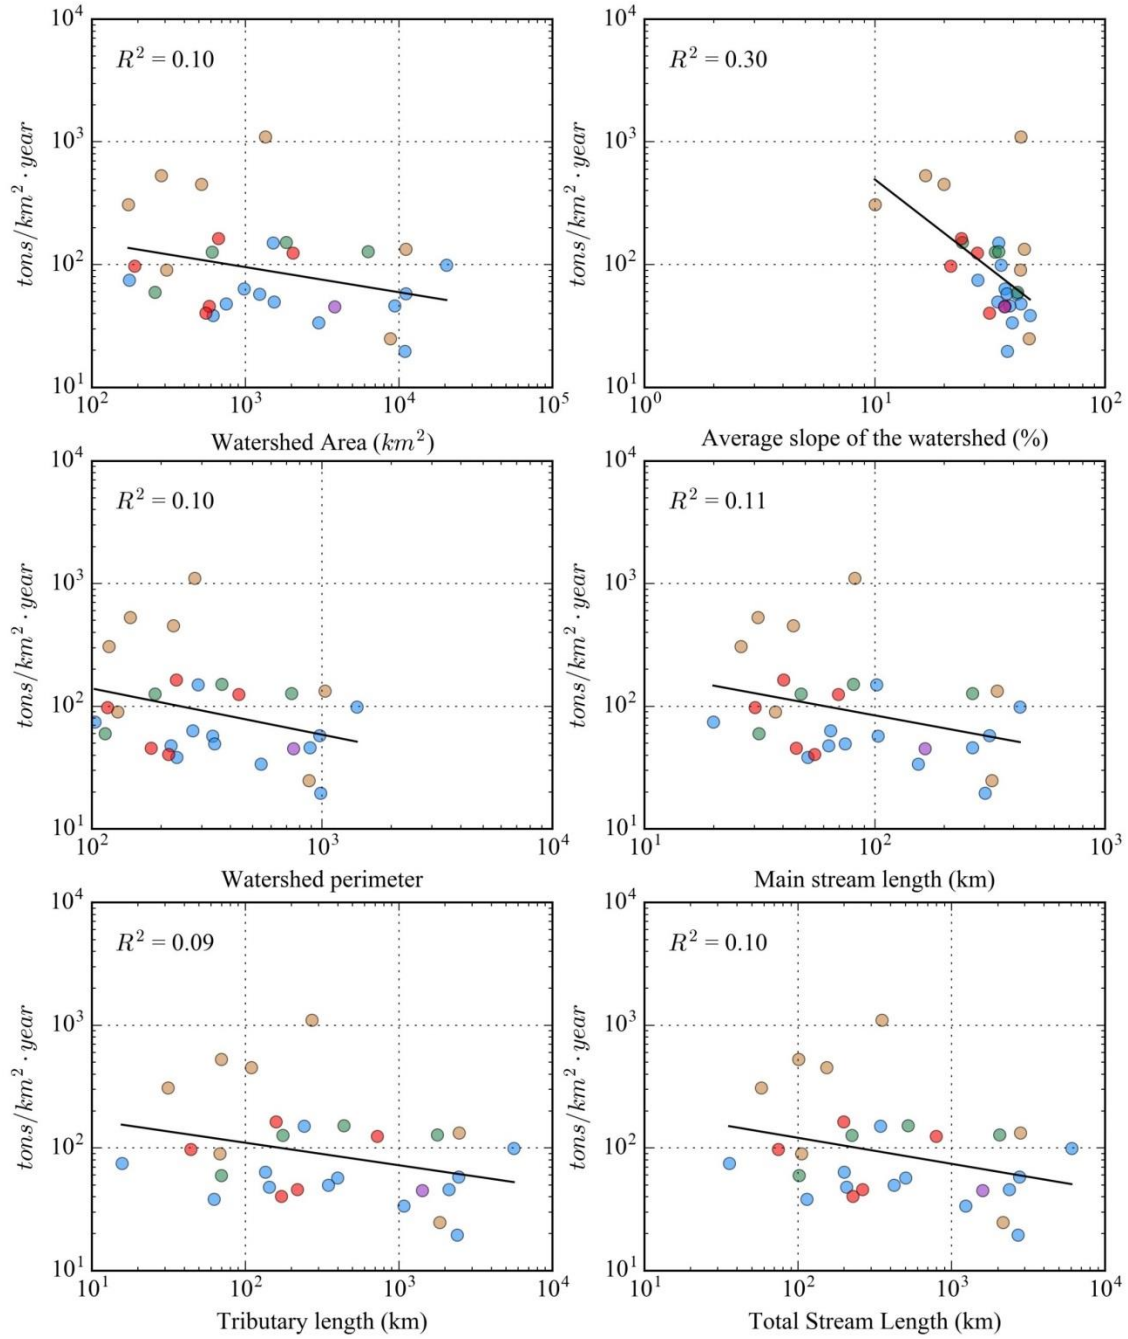 10^4
R^2 = 0.10
10^3
tons/km^2 · year
10^2
10^1
10^2 10^3 10^4 10^5
Watershed Area (km^2)
10^4
R^2 = 0.30
10^3
tons/km^2 · year
10^2
10^1
10^0 10^1 10^2
Average slope of the watershed (%)
10^4
R^2 = 0.10
10^3
tons/km^2 · year
10^2
10^1
10^2 10^3 10^4
Watershed perimeter
10^4
R^2 = 0.11
10^3
tons/km^2 · year
10^2
10^1
10^1 10^2 10^3
Main stream length (km)
10^4
R^2 = 0.09
10^3
tons/km^2 · year
10^2
10^1
10^1 10^2 10^3 10^4
Tributary length (km)
10^4
R^2 = 0.10
10^3
tons/km^2 · year
10^2
10^1
10^1 10^2 10^3 10^4
Total Stream Length (km)